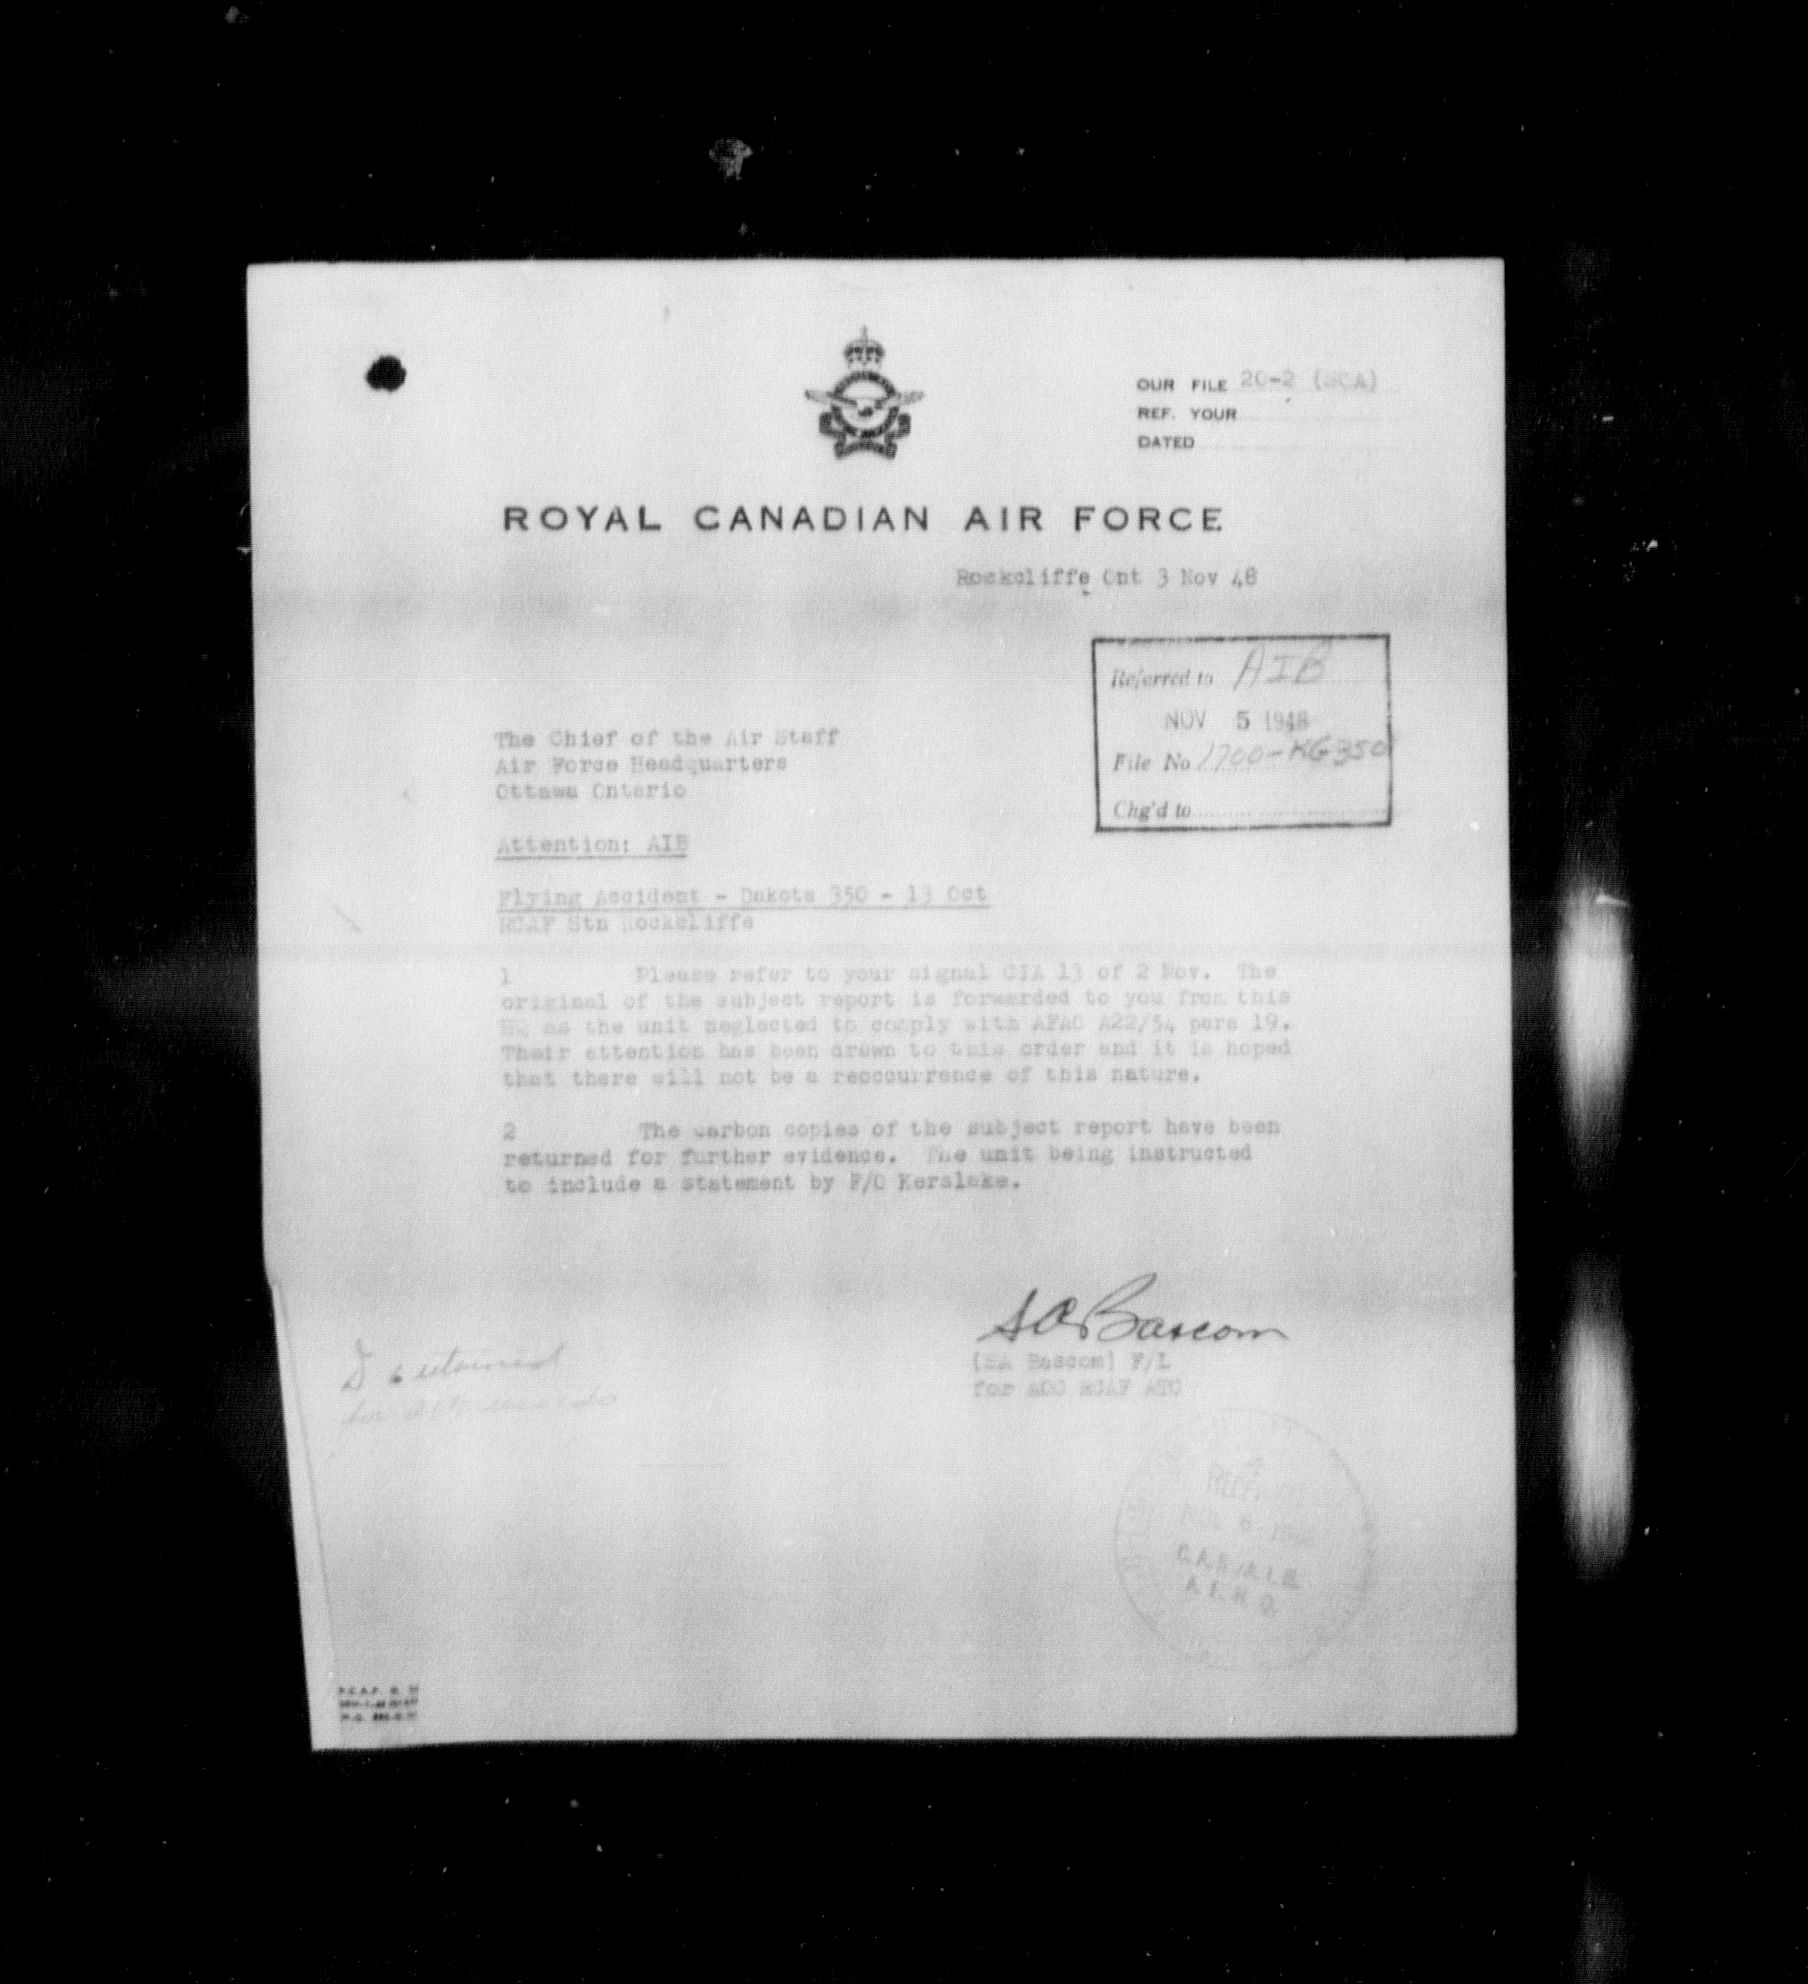 OUR FILE 20-2 (SCA)
REF. YOUR
DATED
ROYAL CANADIAN AIR FORCE
Rockcliffe Ont 3 Nov 48
Referred to AIB
NOV 5 1948
File No 1700-KG350
Chg'd to
The Chief of the Air Staff
Air Force Headquarters
Ottawa Ontario
Attention: AIB
Flying Accident - Dakota 350 - 13 Oct
RCAF Stn Rockcliffe
1 Please refer to your signal CIA 13 of 2 Nov. The
original of the subject report is forwarded to you from this
HQ as the unit neglected to comply with AFAO A22/54 para 19.
Their attention has been drawn to this order and it is hoped
that there will not be a reoccurrence of this nature.
2 The carbon copies of the subject report have been
returned for further evidence. The unit being instructed
to include a statement by F/O Kerslake.
SA Bascom
(SA Bascom) F/L
for AOC RCAF ATC
C.A.S./A.I.B.
A.F.H.Q.